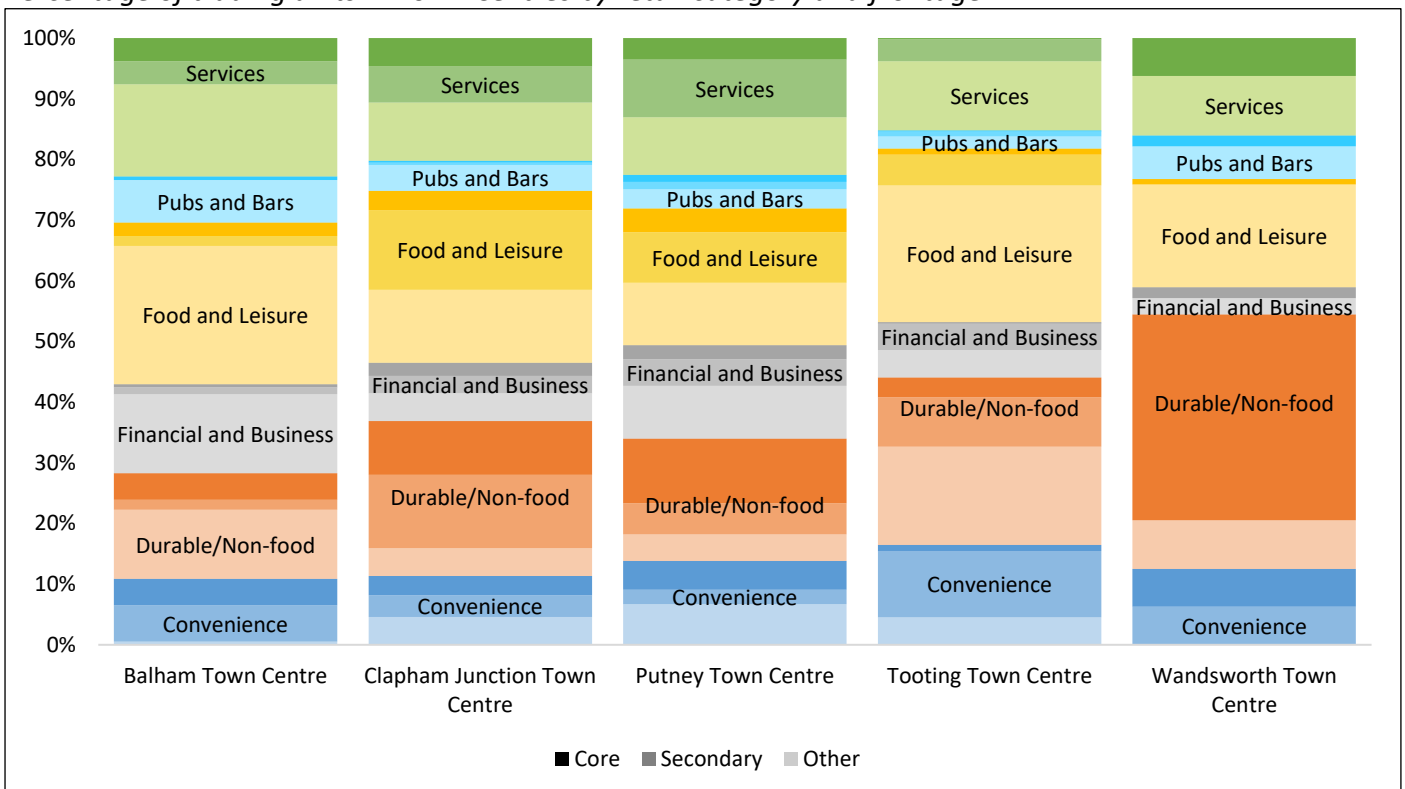 100%
90%
80%
70%
60%
50%
40%
30%
20%
10%
0%
Services
Pubs and Bars
Food and Leisure
Financial and Business
Durable/Non-food
Convenience
Services
Pubs and Bars
Food and Leisure
Financial and Business
Durable/Non-food
Convenience
Services
Pubs and Bars
Food and Leisure
Financial and Business
Durable/Non-food
Convenience
Services
Pubs and Bars
Food and Leisure
Financial and Business
Durable/Non-food
Convenience
Services
Pubs and Bars
Food and Leisure
Financial and Business
Durable/Non-food
Convenience
Balham Town Centre
Clapham Junction Town
Centre
Putney Town Centre
Tooting Town Centre
Wandsworth Town
Centre
Core Secondary Other